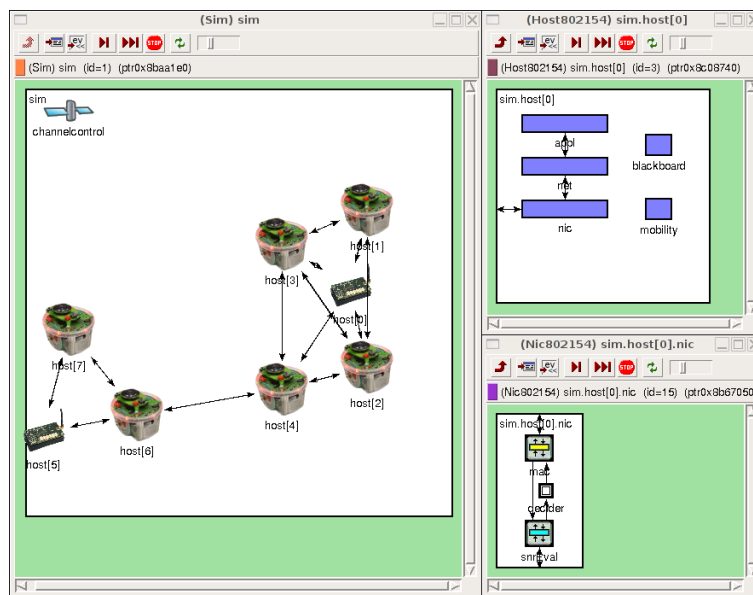 (Sim) sim
STOP
(Sim) sim (id=1) (ptr0x8baa1e0)
sim
channelcontrol
host[1]
host[3]
host[0]
host[7]
host[4]
host[2]
host[6]
host[5]
(Host802154) sim.host[0]
STOP
(Host802154) sim.host[0] (id=3) (ptr0x8c08740)
sim.host[0]
appl
blackboard
net
nic
mobility
(Nic802154) sim.host[0].nic
STOP
(Nic802154) sim.host[0].nic (id=15) (ptr0x8b67050
sim.host[0].nic
mac
decider